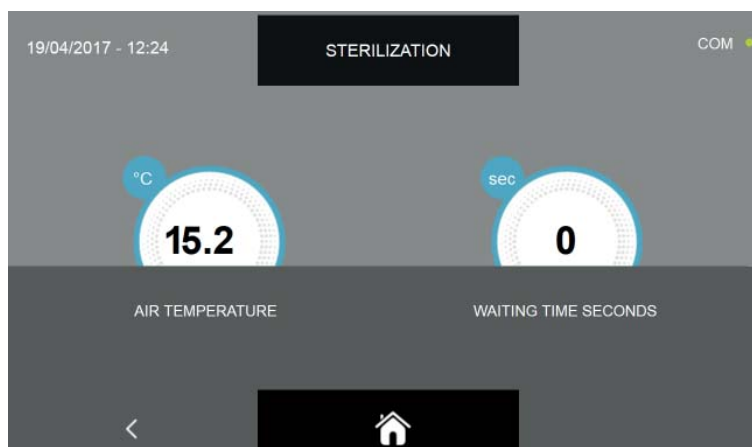 19/04/2017 - 12:24
STERILIZATION
COM
°C
sec
15.2
0
AIR TEMPERATURE
WAITING TIME SECONDS